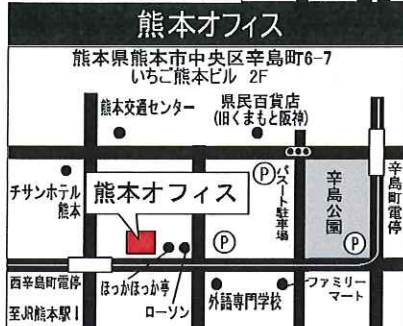 熊本オフィス
熊本県熊本市中央区辛島町6-7
いちご熊本ビル 2F
熊本交通センター
県民百貨店
(旧くまもと阪神)
チサンホテル
熊本
熊本オフィス
P
パスート駐車場
辛島公園
辛島町電停
P
P
西辛島町電停
ほっかほっか亭
ローソン
外語専門学校
ファミリー
マート
至JR熊本駅